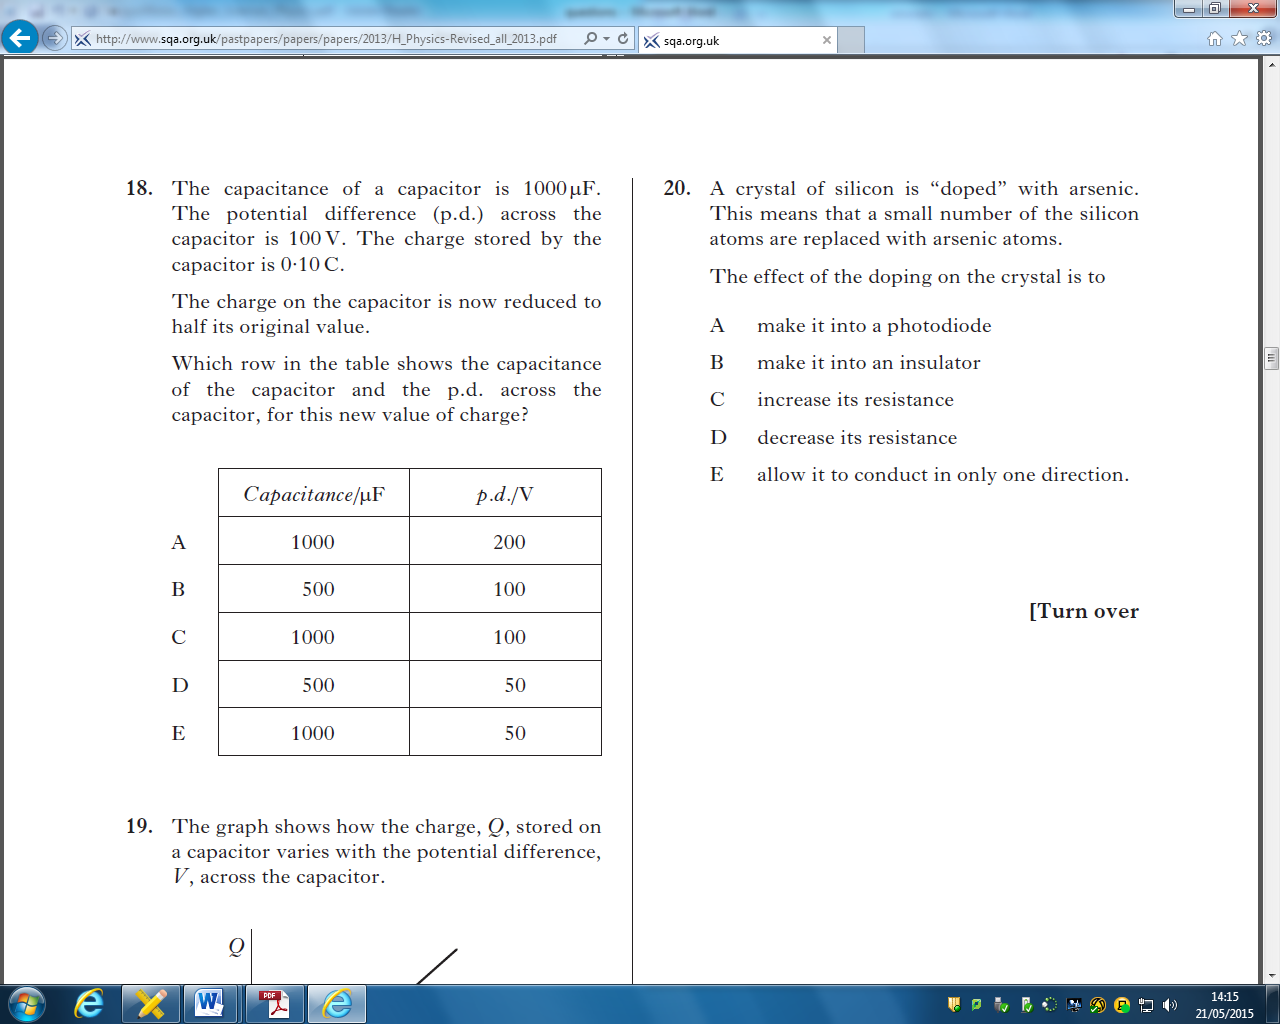 http://www.sqa.org.uk/pastpapers/papers/papers/2013/H_Physics-Revised_all_2013.pdf
sqa.org.uk
18. The capacitance of a capacitor is 1000 µF.
The potential difference (p.d.) across the
capacitor is 100 V. The charge stored by the
capacitor is 0·10 C.
The charge on the capacitor is now reduced to
half its original value.
Which row in the table shows the capacitance
of the capacitor and the p.d. across the
capacitor, for this new value of charge?
Capacitance/µF p.d./V
A 1000 200
B 500 100
C 1000 100
D 500 50
E 1000 50
19. The graph shows how the charge, Q, stored on
a capacitor varies with the potential difference,
V, across the capacitor.
Q
20. A crystal of silicon is “doped” with arsenic.
This means that a small number of the silicon
atoms are replaced with arsenic atoms.
The effect of the doping on the crystal is to
A make it into a photodiode
B make it into an insulator
C increase its resistance
D decrease its resistance
E allow it to conduct in only one direction.
[Turn over
PDF
14:15
21/05/2015